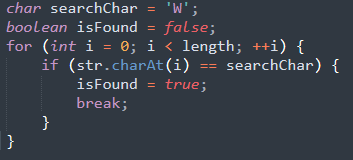 char searchChar = 'W';
boolean isFound = false;
for (int i = 0; i < length; ++i) {
    if (str.charAt(i) == searchChar) {
        isFound = true;
        break;
    }
}